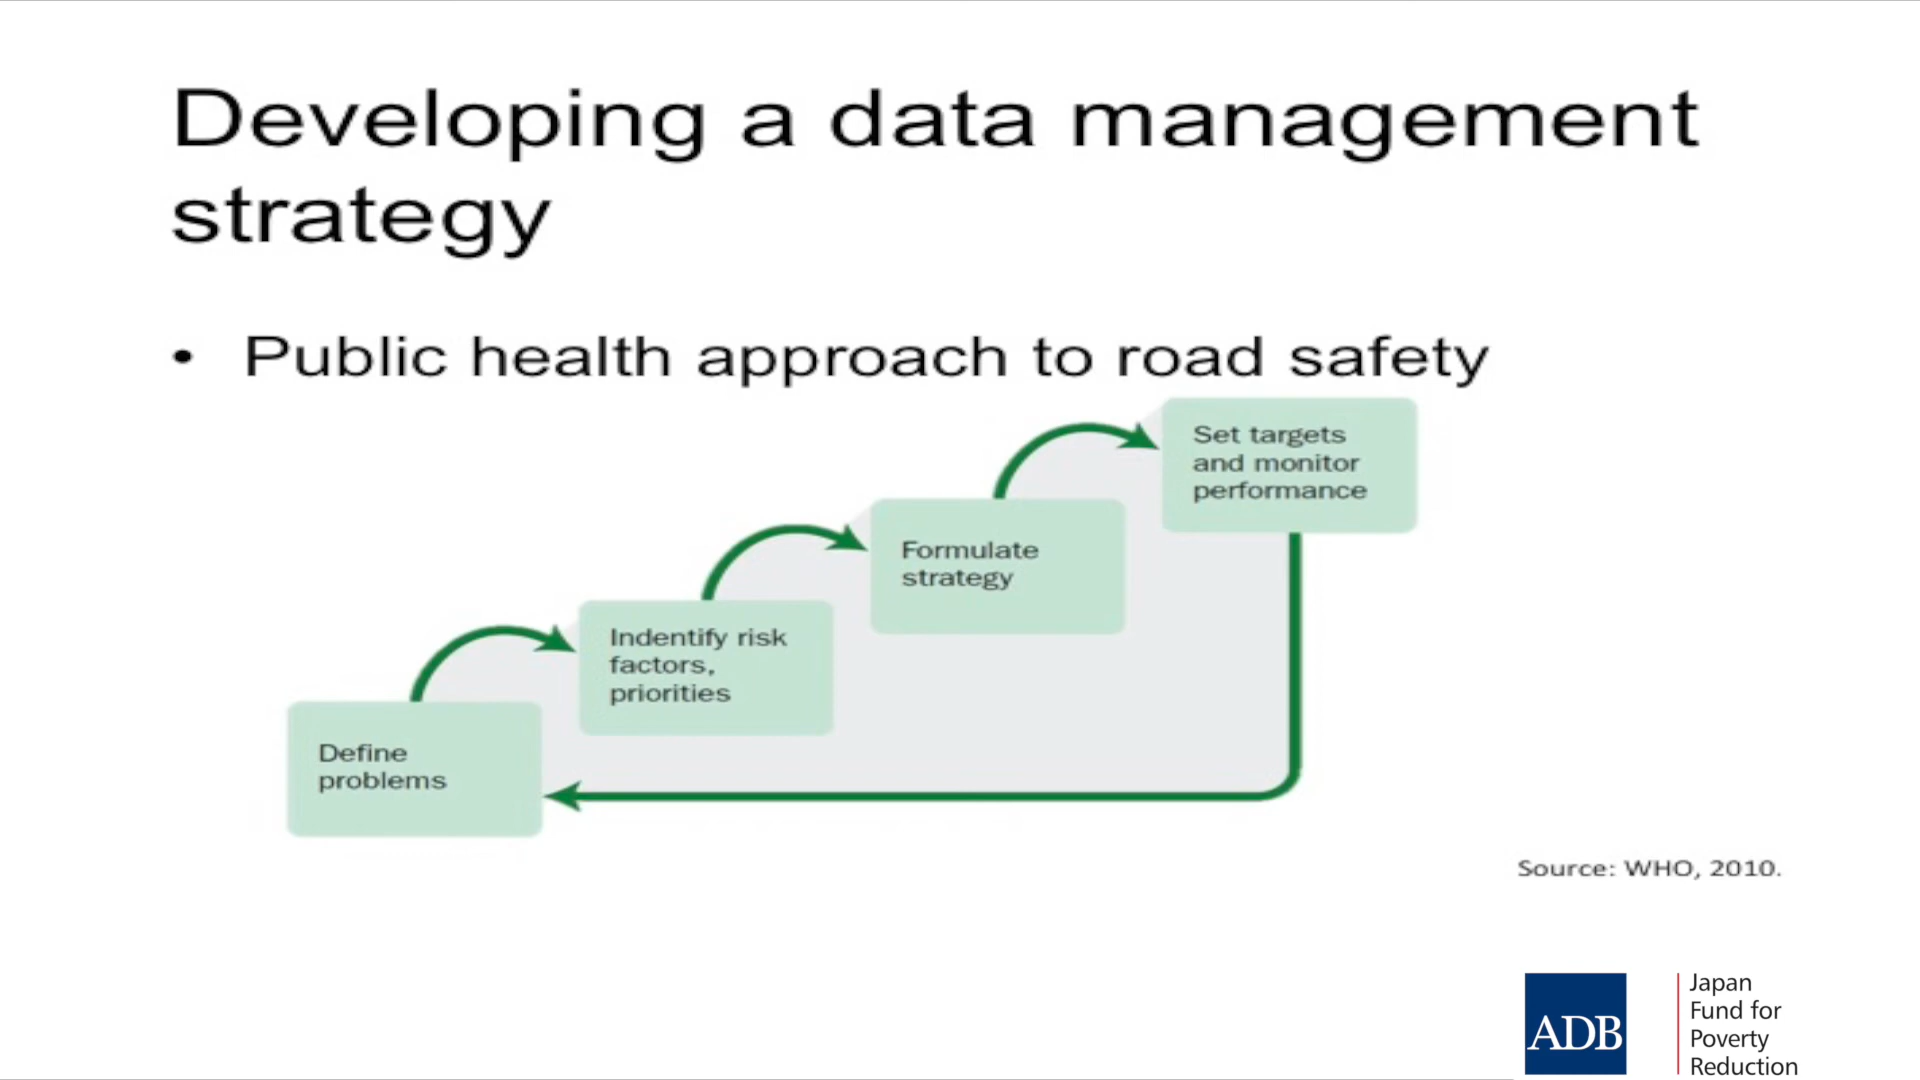 Developing a data management
strategy
• Public health approach to road safety
Set targets
and monitor
performance
Formulate
strategy
Indentify risk
factors,
priorities
Define
problems
Source: WHO, 2010.
ADB
Japan
Fund for
Poverty
Reduction